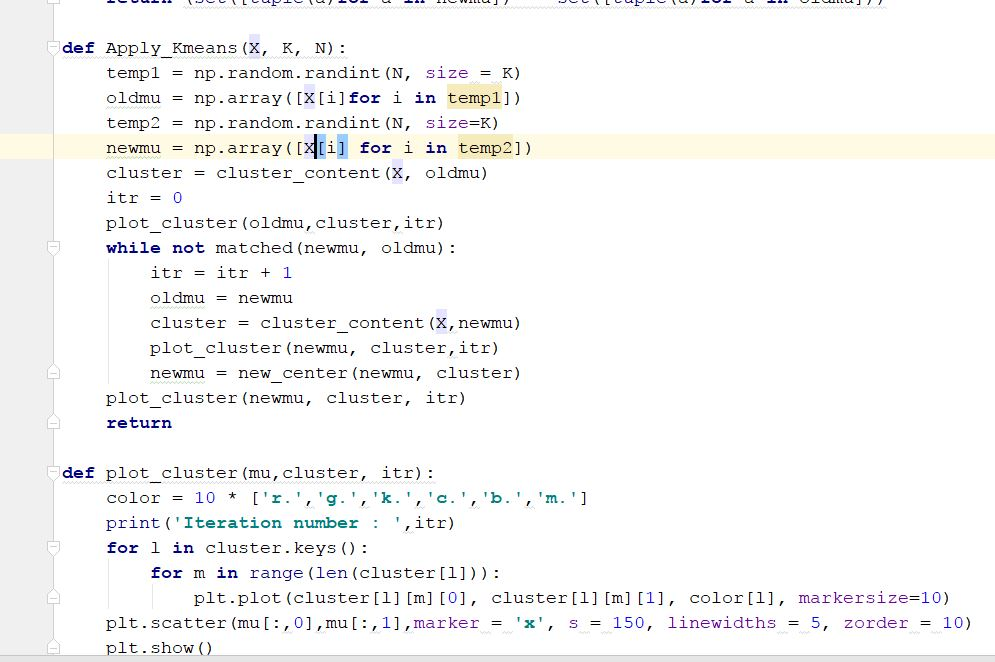 return (set([tuple(a)for a in newmu]) == set([tuple(a)for a in oldmu]))
def Apply_Kmeans(X, K, N):
    temp1 = np.random.randint(N, size = K)
    oldmu = np.array([X[i]for i in temp1])
    temp2 = np.random.randint(N, size=K)
    newmu = np.array([X[i] for i in temp2])
    cluster = cluster_content(X, oldmu)
    itr = 0
    plot_cluster(oldmu,cluster,itr)
    while not matched(newmu, oldmu):
        itr = itr + 1
        oldmu = newmu
        cluster = cluster_content(X,newmu)
        plot_cluster(newmu, cluster,itr)
        newmu = new_center(newmu, cluster)
    plot_cluster(newmu, cluster, itr)
    return
def plot_cluster(mu,cluster, itr):
    color = 10 * ['r.','g.','k.','c.','b.','m.']
    print('Iteration number : ',itr)
    for l in cluster.keys():
        for m in range(len(cluster[l])):
            plt.plot(cluster[l][m][0], cluster[l][m][1], color[l], markersize=10)
    plt.scatter(mu[:,0],mu[:,1],marker = 'x', s = 150, linewidths = 5, zorder = 10)
    plt.show()